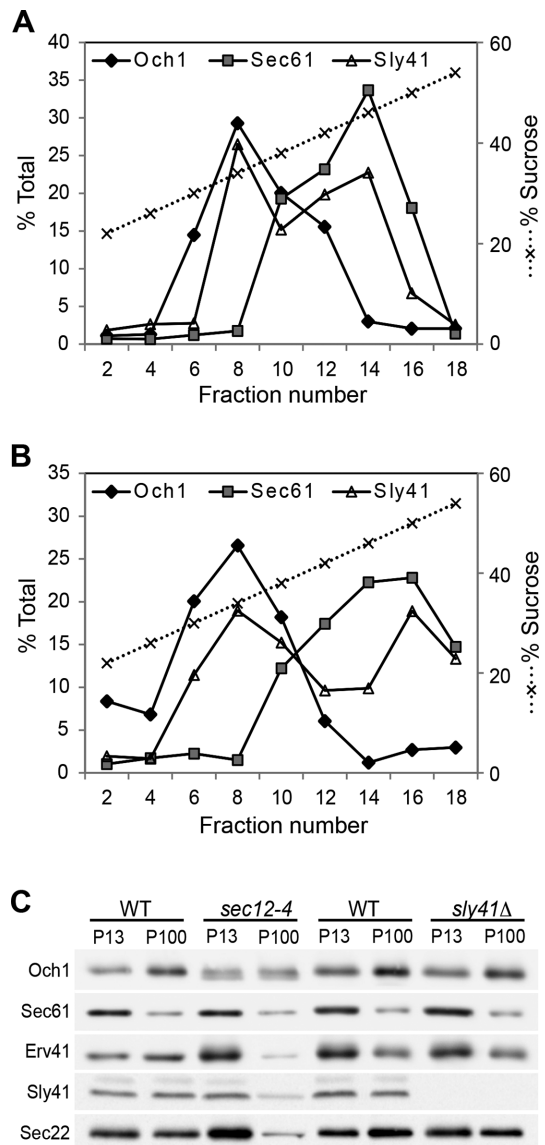 A
Och1 Sec61 Sly41
40
35
30
25
20
15
10
5
0
% Total
60
40
20
0
···×··· % Sucrose
2 4 6 8 10 12 14 16 18
Fraction number
B
Och1 Sec61 Sly41
35
30
25
20
15
10
5
0
% Total
60
40
20
0
···×··· % Sucrose
2 4 6 8 10 12 14 16 18
Fraction number
C
WT sec12-4 WT sly41Δ
P13 P100 P13 P100 P13 P100 P13 P100
Och1
Sec61
Erv41
Sly41
Sec22